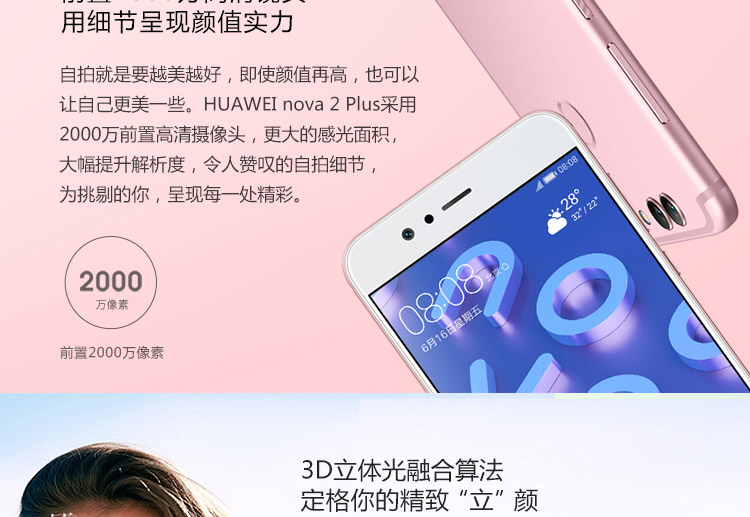 用细节呈现颜值实力
自拍就是要越美越好，即使颜值再高，也可以
让自己更美一些。HUAWEI nova 2 Plus采用
2000万前置高清摄像头，更大的感光面积，
大幅提升解析度，令人赞叹的自拍细节，
为挑剔的你，呈现每一处精彩。
2000
万像素
前置2000万像素
08:08
28°
32°/ 22°
08:08
北京
6月16日星期五
3D立体光融合算法
定格你的精致“立”颜